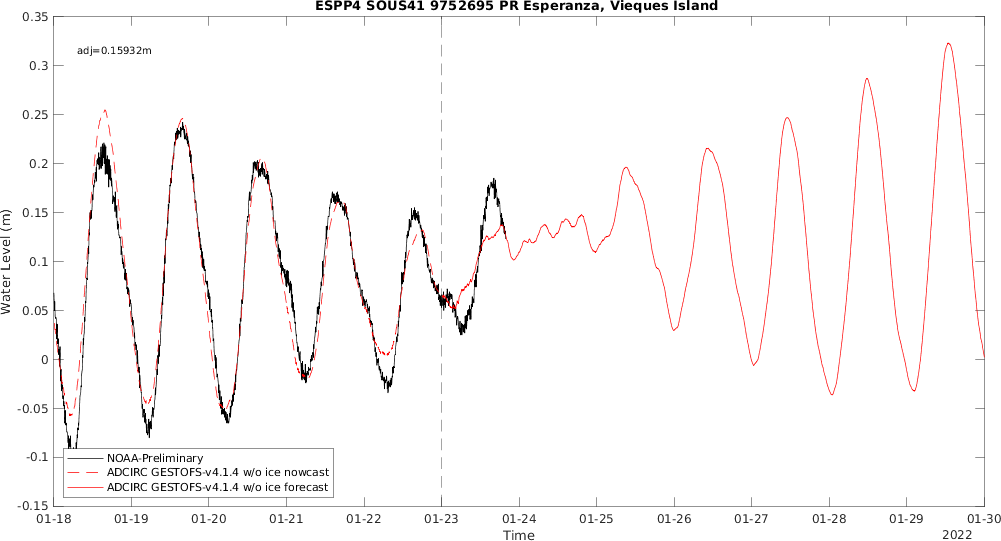 ESPP4 SOUS41 9752695 PR Esperanza, Vieques Island
adj=0.15932m
Water Level (m)
0.35
0.3
0.25
0.2
0.15
0.1
0.05
0
-0.05
-0.1
-0.15
NOAA-Preliminary
ADCIRC GESTOFS-v4.1.4 w/o ice nowcast
ADCIRC GESTOFS-v4.1.4 w/o ice forecast
01-18 01-19 01-20 01-21 01-22 01-23 01-24 01-25 01-26 01-27 01-28 01-29 01-30
Time
2022